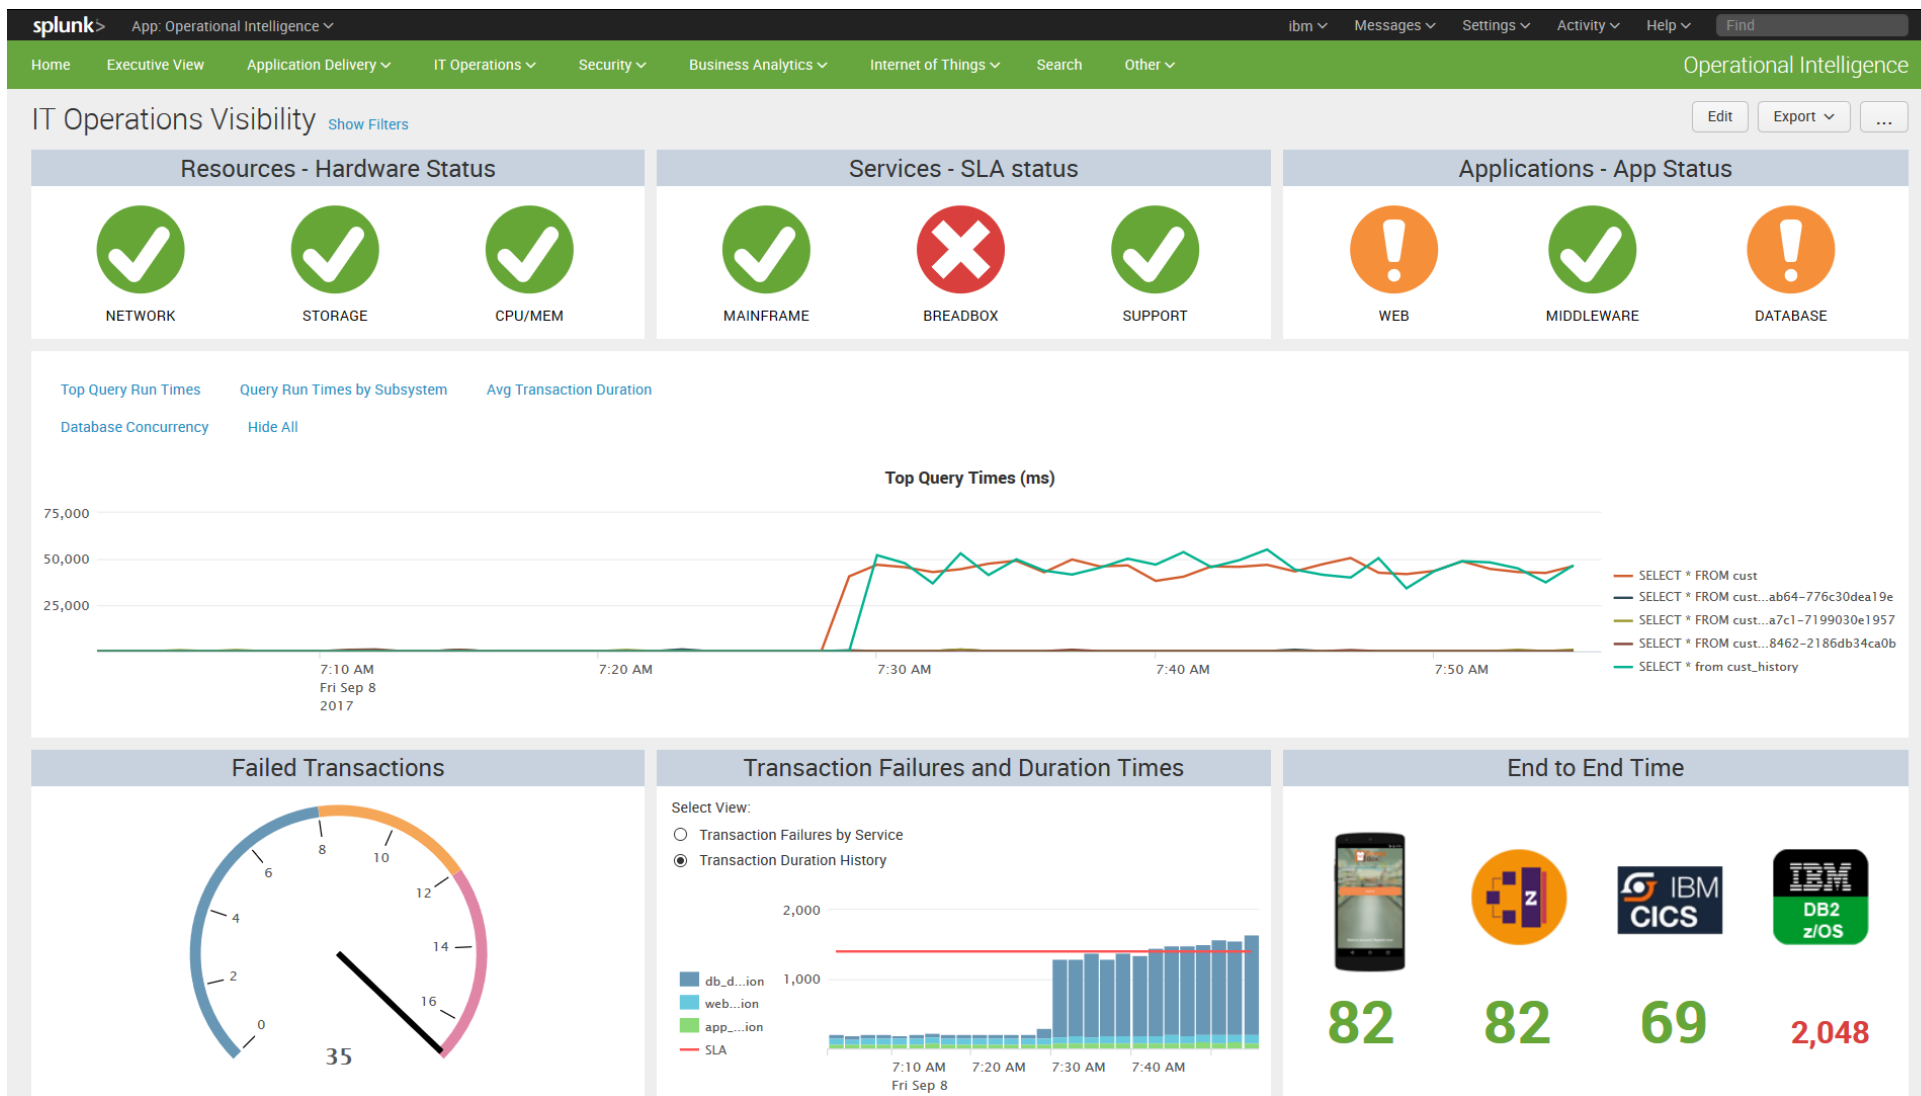 splunk> App: Operational Intelligence ibm Messages Settings Activity Help Find
Home Executive View Application Delivery IT Operations Security Business Analytics Internet of Things Search Other Operational Intelligence
IT Operations Visibility Show Filters Edit Export ...
Resources - Hardware Status
NETWORK STORAGE CPU/MEM
Services - SLA status
MAINFRAME BREADBOX SUPPORT
Applications - App Status
WEB MIDDLEWARE DATABASE
Top Query Run Times Query Run Times by Subsystem Avg Transaction Duration
Database Concurrency Hide All
Top Query Times (ms)
75,000
50,000
25,000
7:10 AM 7:20 AM 7:30 AM 7:40 AM 7:50 AM
Fri Sep 8
2017
SELECT * FROM cust
SELECT * FROM cust...ab64-776c30dea19e
SELECT * FROM cust...a7c1-7199030e1957
SELECT * FROM cust...8462-2186db34ca0b
SELECT * from cust_history
Failed Transactions
0
2
4
6
8
10
12
14
16
35
Transaction Failures and Duration Times
Select View:
Transaction Failures by Service
Transaction Duration History
2,000
1,000
db_d...ion
web...ion
app_...ion
SLA
7:10 AM 7:20 AM 7:30 AM 7:40 AM
Fri Sep 8
End to End Time
Z
IBM
CICS
IBM
DB2
z/OS
82 82 69 2,048